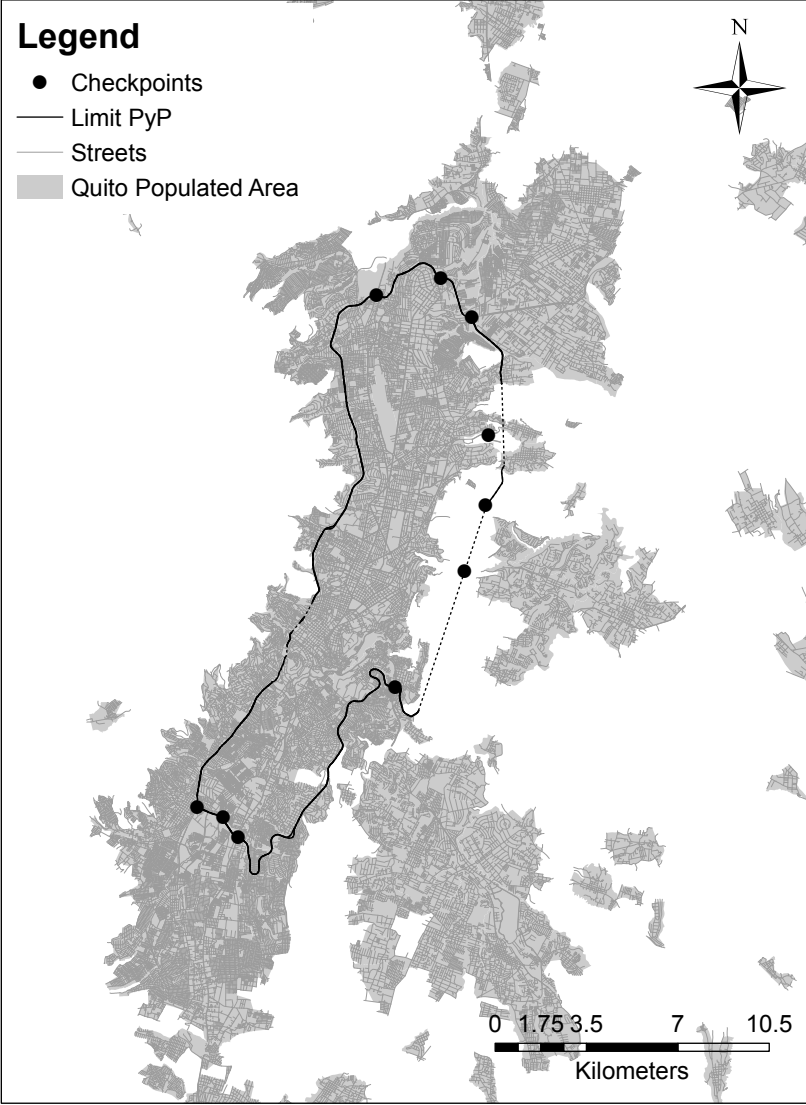 Legend
Checkpoints
Limit PyP
Streets
Quito Populated Area
N
0 1.75 3.5 7 10.5
Kilometers